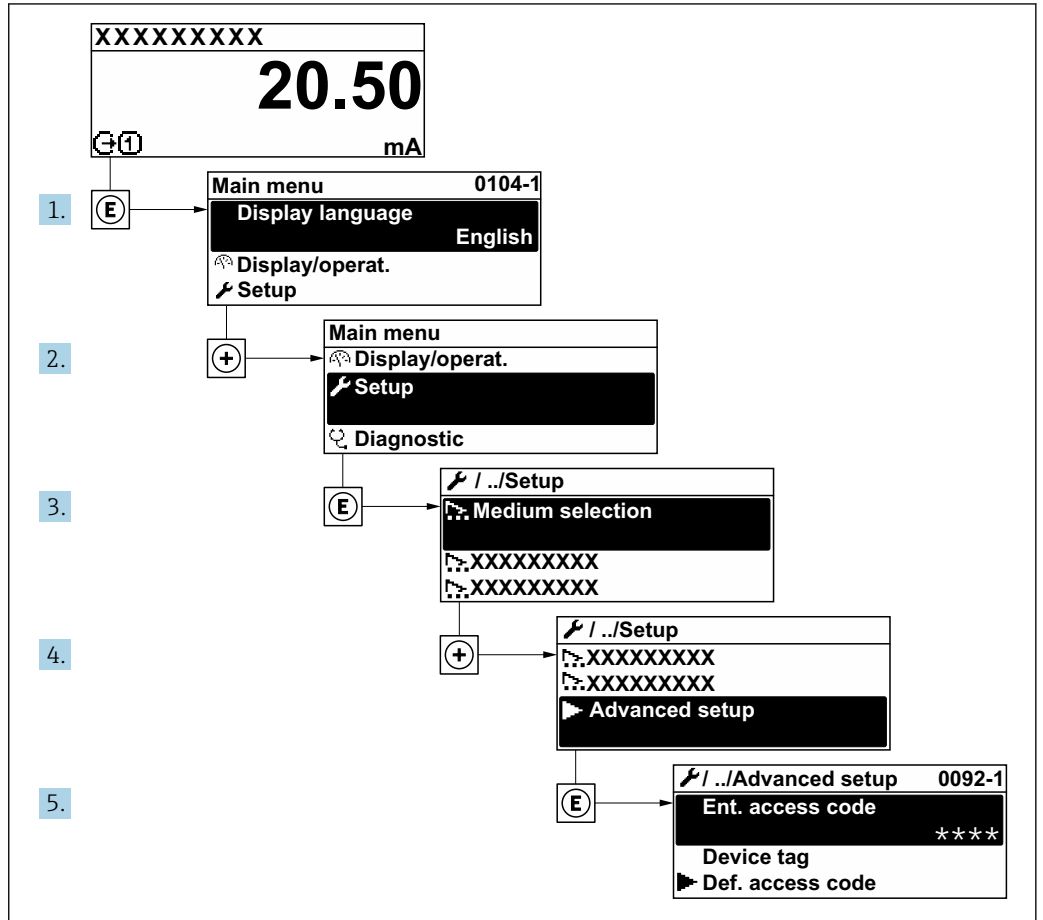 XXXXXXXXX
20.50
1 mA
1. E
Main menu 0104-1
Display language
English
Display/operat.
Setup
2. +
Main menu
Display/operat.
Setup
Diagnostic
3. E
/ ../Setup
Medium selection
XXXXXXXXX
XXXXXXXXX
4. +
/ ../Setup
XXXXXXXXX
XXXXXXXXX
Advanced setup
5. E
/ ../Advanced setup 0092-1
Ent. access code
****
Device tag
Def. access code